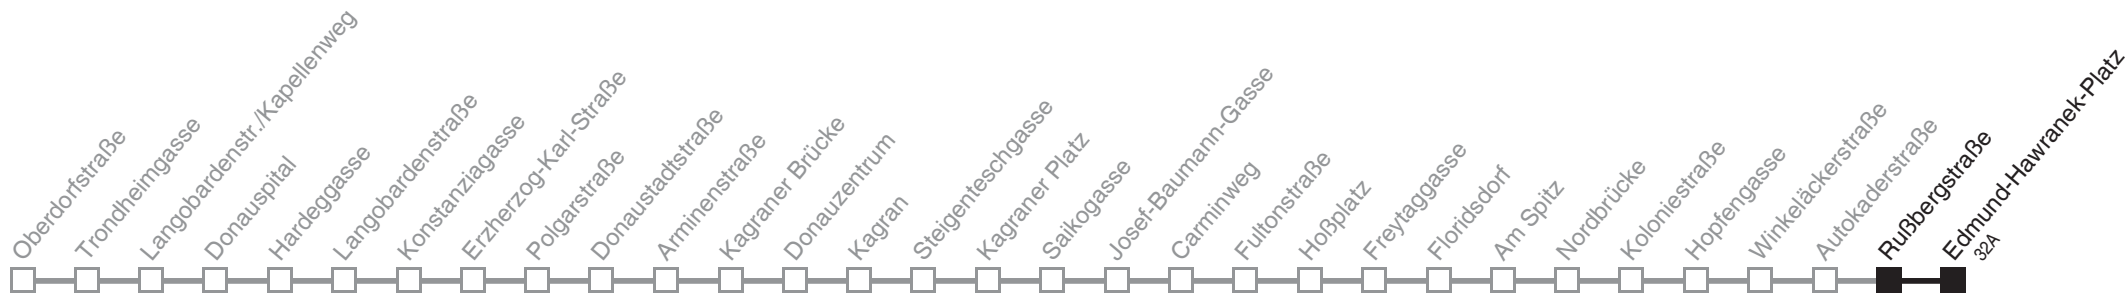 Oberdorfstraße
Trondheimgasse
Langobardenstr./Kapellenweg
Donauspital
Hardeggasse
Langobardenstraße
Konstanziagasse
Erzherzog-Karl-Straße
Polgarstraße
Donaustadtstraße
Arminenstraße
Kagraner Brücke
Donauzentrum
Kagran
Steigenteschgasse
Kagraner Platz
Saikogasse
Josef-Baumann-Gasse
Carminweg
Fultonstraße
Hoßplatz
Freytaggasse
Floridsdorf
Am Spitz
Nordbrücke
Koloniestraße
Hopfengasse
Winkeläckerstraße
Autokaderstraße
Rußbergstraße
Edmund-Hawranek-Platz
32A